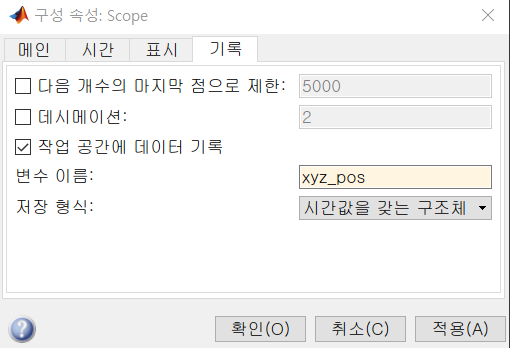 구성 속성: Scope
메인 시간 표시 기록
다음 개수의 마지막 점으로 제한: 5000
데시메이션: 2
작업 공간에 데이터 기록
변수 이름: xyz_pos
저장 형식: 시간값을 갖는 구조체
확인(O) 취소(C) 적용(A)